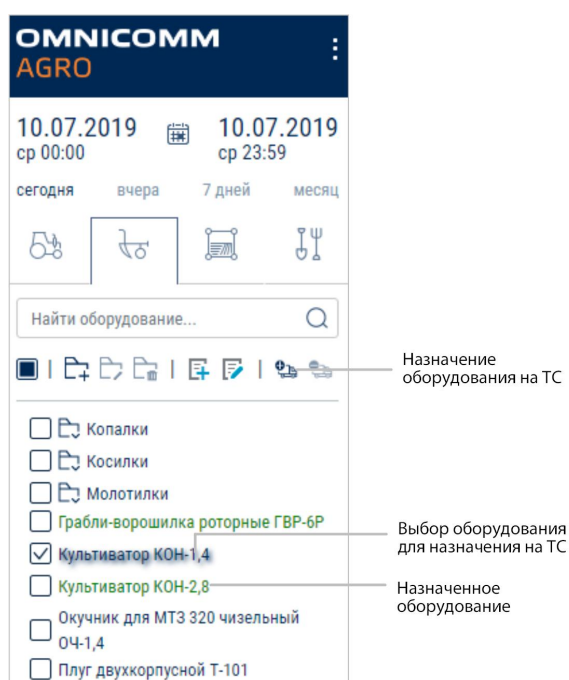 OMNICOMM
AGRO
10.07.2019
10.07.2019
ср 00:00
ср 23:59
сегодня вчера 7 дней месяц
Найти оборудование...
Назначение
оборудования на ТС
Копалки
Косилки
Молотилки
Грабли-ворошилка роторные ГВР-6Р
Культиватор КОН-1,4
Выбор оборудования
для назначения на ТС
Культиватор КОН-2,8
Назначенное
оборудование
Окучник для МТЗ 320 чизельный
ОЧ-1,4
Плуг двухкорпусной Т-101